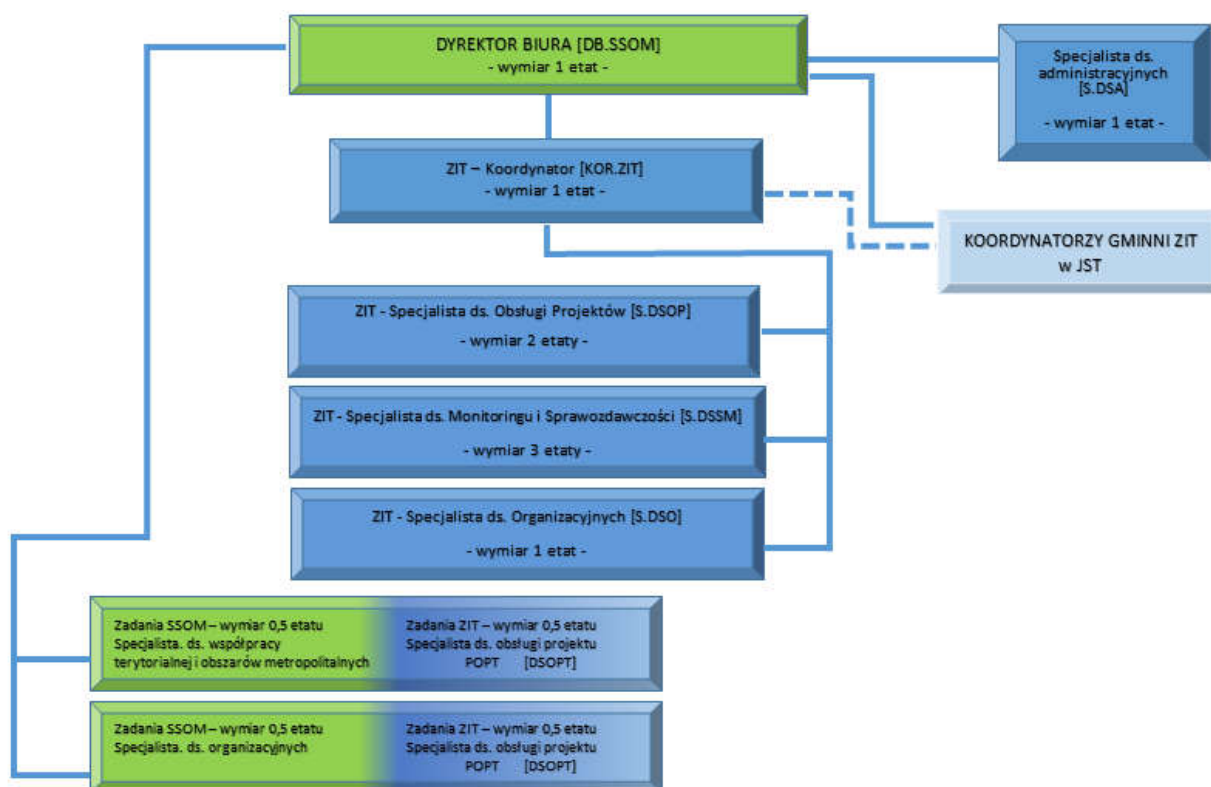 DYREKTOR BIURA [DB.SSOM]
- wymiar 1 etat -
Specjalista ds.
administracyjnych
[S.DSA]
- wymiar 1 etat -
ZIT – Koordynator [KOR.ZIT]
- wymiar 1 etat -
KOORDYNATORZY GMINNI ZIT
w JST
ZIT - Specjalista ds. Obsługi Projektów [S.DSOP]
- wymiar 2 etaty -
ZIT - Specjalista ds. Monitoringu i Sprawozdawczości [S.DSSM]
- wymiar 3 etaty -
ZIT - Specjalista ds. Organizacyjnych [S.DSO]
- wymiar 1 etat -
Zadania SSOM – wymiar 0,5 etatu
Specjalista. ds. współpracy
terytorialnej i obszarów metropolitalnych
Zadania ZIT – wymiar 0,5 etatu
Specjalista ds. obsługi projektu
POPT [DSOPT]
Zadania SSOM – wymiar 0,5 etatu
Specjalista. ds. organizacyjnych
Zadania ZIT – wymiar 0,5 etatu
Specjalista ds. obsługi projektu
POPT [DSOPT]